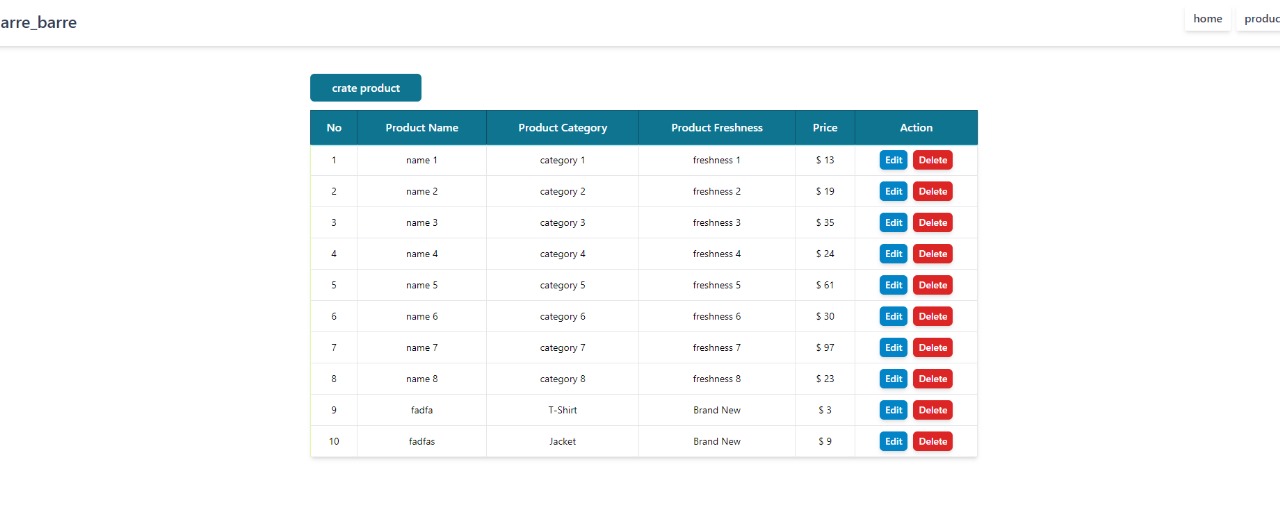 arre_barre
home produc
crate product
No Product Name Product Category Product Freshness Price Action
1 name 1 category 1 freshness 1 $ 13 Edit Delete
2 name 2 category 2 freshness 2 $ 19 Edit Delete
3 name 3 category 3 freshness 3 $ 35 Edit Delete
4 name 4 category 4 freshness 4 $ 24 Edit Delete
5 name 5 category 5 freshness 5 $ 61 Edit Delete
6 name 6 category 6 freshness 6 $ 30 Edit Delete
7 name 7 category 7 freshness 7 $ 97 Edit Delete
8 name 8 category 8 freshness 8 $ 23 Edit Delete
9 fadfa T-Shirt Brand New $ 3 Edit Delete
10 fadfas Jacket Brand New $ 9 Edit Delete